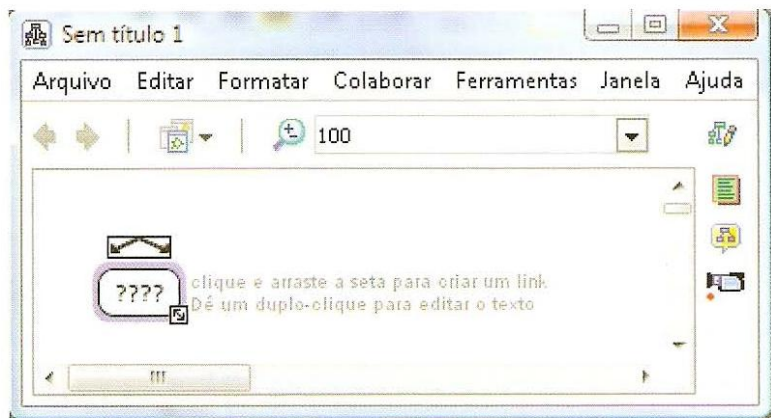 Sem título 1
Arquivo Editar Formatar Colaborar Ferramentas Janela Ajuda
100
????
clique e arraste a seta para criar um link
Dê um duplo-clique para editar o texto